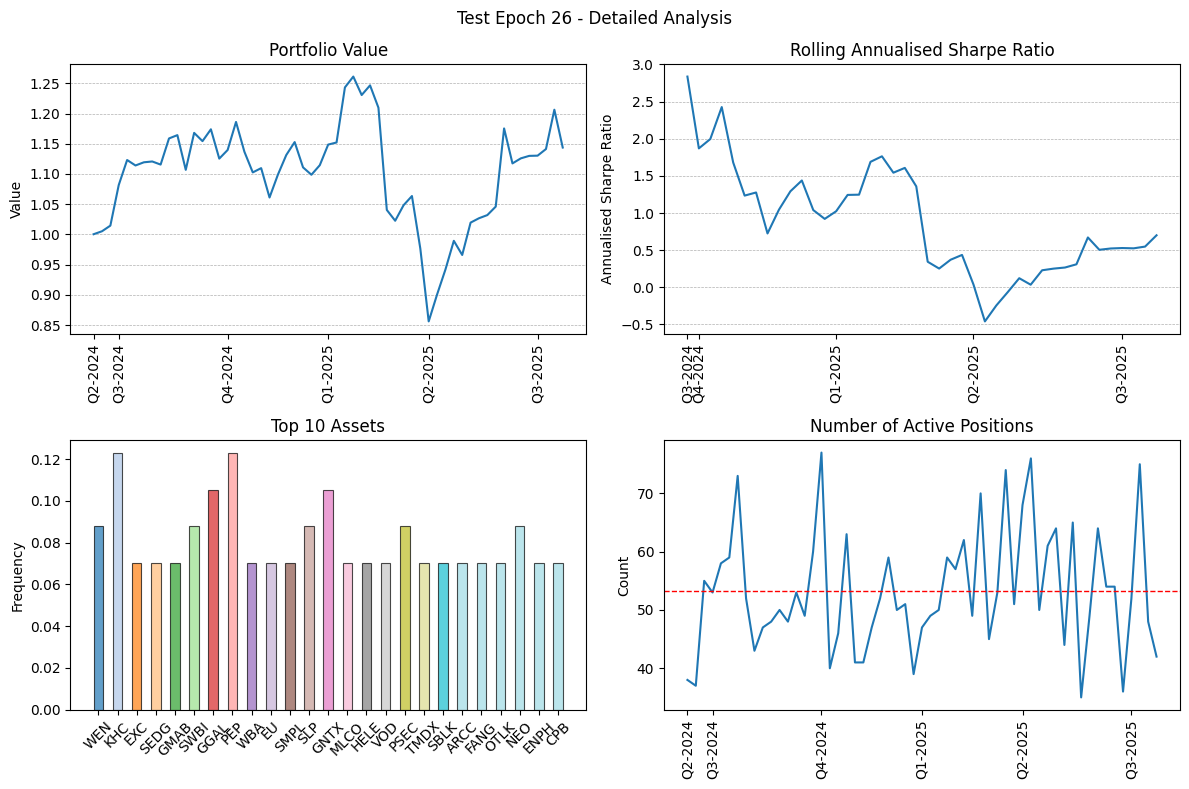 Test Epoch 26 - Detailed Analysis
Portfolio Value
Value
1.25
1.20
1.15
1.10
1.05
1.00
0.95
0.90
0.85
Q2-2024
Q3-2024
Q4-2024
Q1-2025
Q2-2025
Q3-2025
Rolling Annualised Sharpe Ratio
Annualised Sharpe Ratio
3.0
2.5
2.0
1.5
1.0
0.5
0.0
−0.5
Q3-2024
Q4-2024
Q1-2025
Q2-2025
Q3-2025
Top 10 Assets
Frequency
0.12
0.10
0.08
0.06
0.04
0.02
0.00
WEN
KHC
EXC
SEDG
GMAB
SWBI
GGAL
PEP
WBA
EU
SMPL
SLP
GNTX
MLCO
HELE
VOD
PSEC
TMDX
SBLK
ARCC
FANG
OTLK
NEO
ENPH
CPB
Number of Active Positions
Count
70
60
50
40
Q2-2024
Q3-2024
Q4-2024
Q1-2025
Q2-2025
Q3-2025